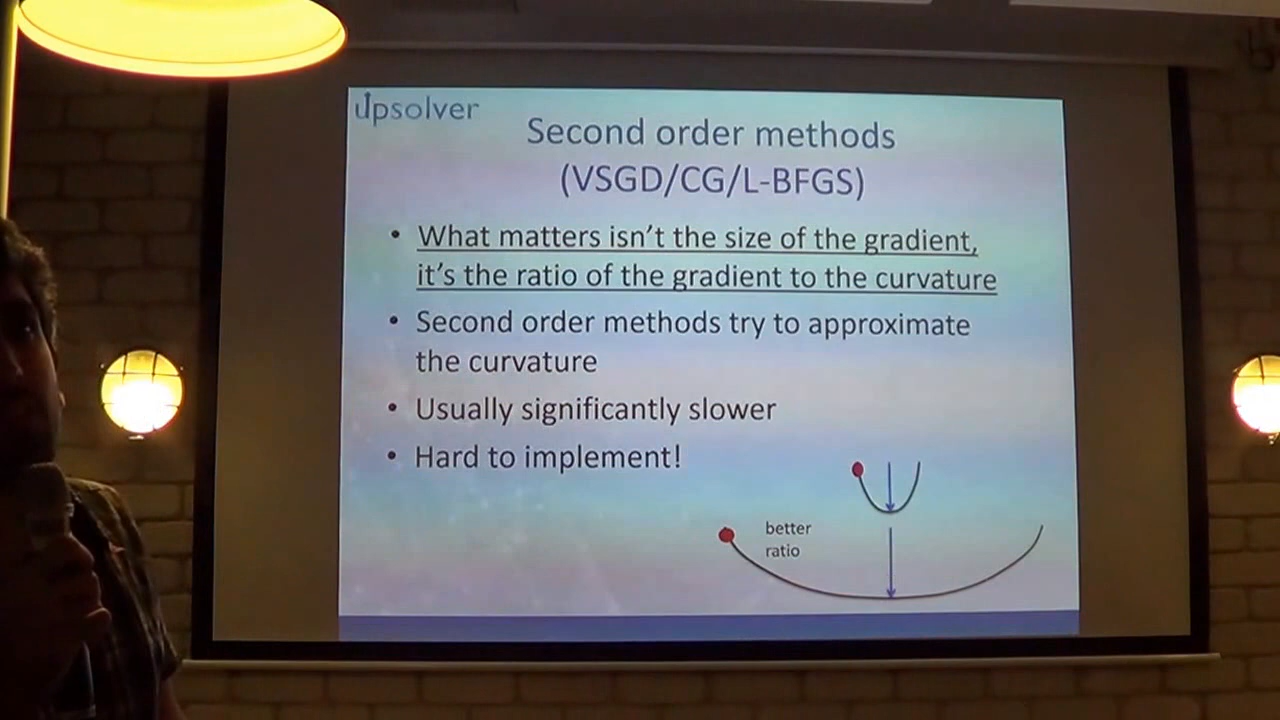 Upsolver
Second order methods
(VSGD/CG/L-BFGS)
• What matters isn't the size of the gradient,
it's the ratio of the gradient to the curvature
• Second order methods try to approximate
the curvature
• Usually significantly slower
• Hard to implement!
better
ratio